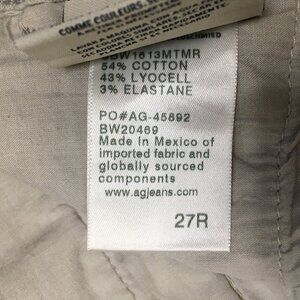 COMME COULEURS.
SBW1613MTMR
54% COTTON
43% LYOCELL
3% ELASTANE
PO#AG-45892
BW20469
Made in Mexico of
imported fabric and
globally sourced
components
www.agjeans.com
27R